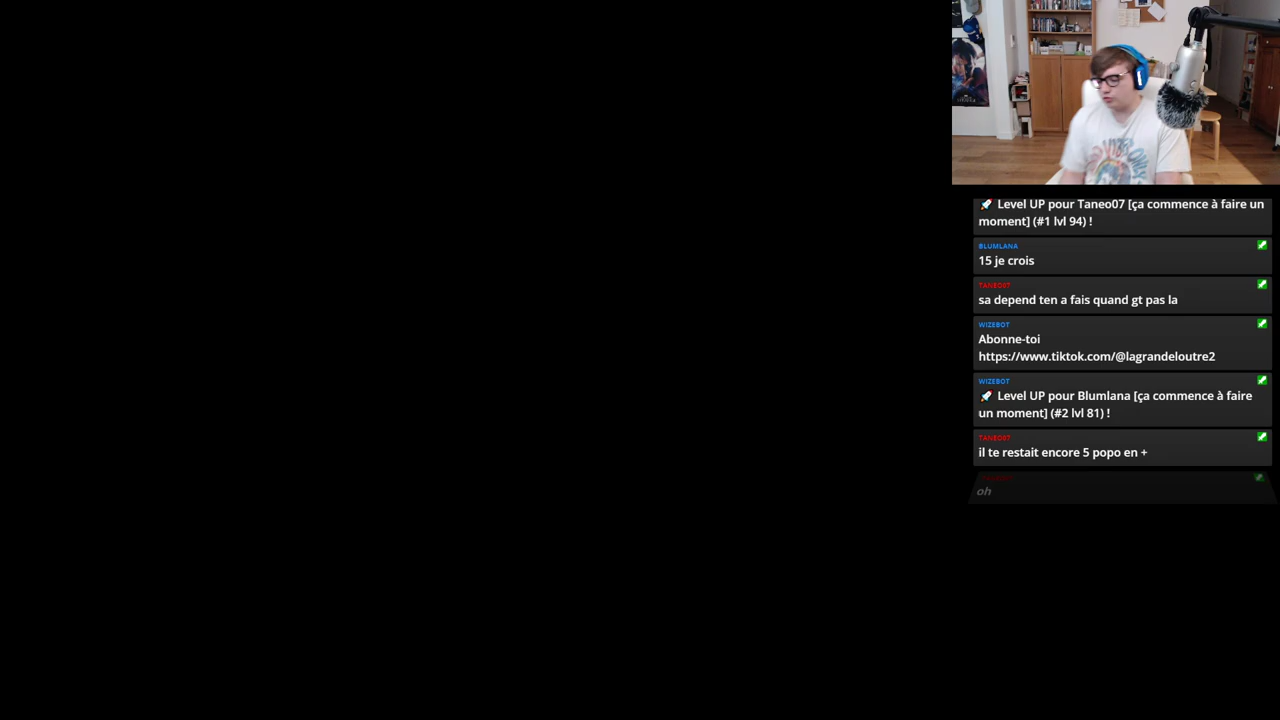 🚀 Level UP pour Taneo07 [ça commence à faire un
moment] (#1 lvl 94) !
BLUMLANA
15 je crois
TANEO07
sa depend ten a fais quand gt pas la
WIZEBOT
Abonne-toi
https://www.tiktok.com/@lagrandeloutre2
WIZEBOT
🚀 Level UP pour Blumlana [ça commence à faire
un moment] (#2 lvl 81) !
TANEO07
il te restait encore 5 popo en +
oh